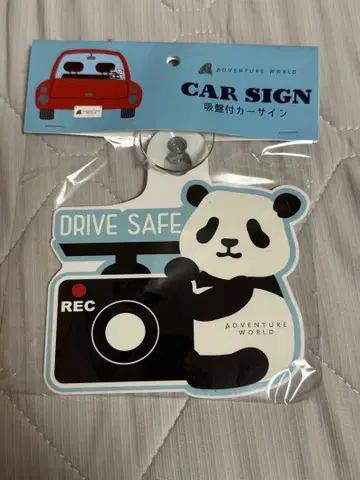 ADVENTURE WORLD
CAR SIGN
吸盤付カーサイン
DRIVE SAFE
REC
ADVENTURE
WORLD